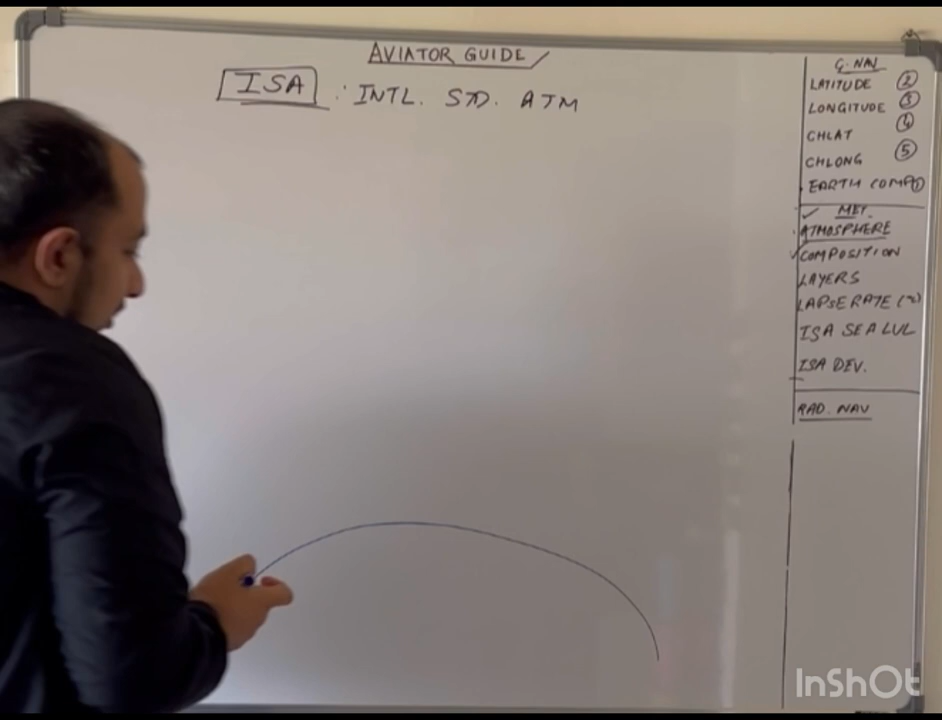 AVIATOR GUIDE
ISA : INTL. STD. ATM
G. NAV
LATITUDE ②
LONGITUDE ③
CHLAT ④
CHLONG ⑤
EARTH COMP ①
✓ MET.
ATMOSPHERE
✓ COMPOSITION
LAYERS
LAPSE RATE (~)
ISA SEA LVL
ISA DEV.
RAD. NAV
InShOt